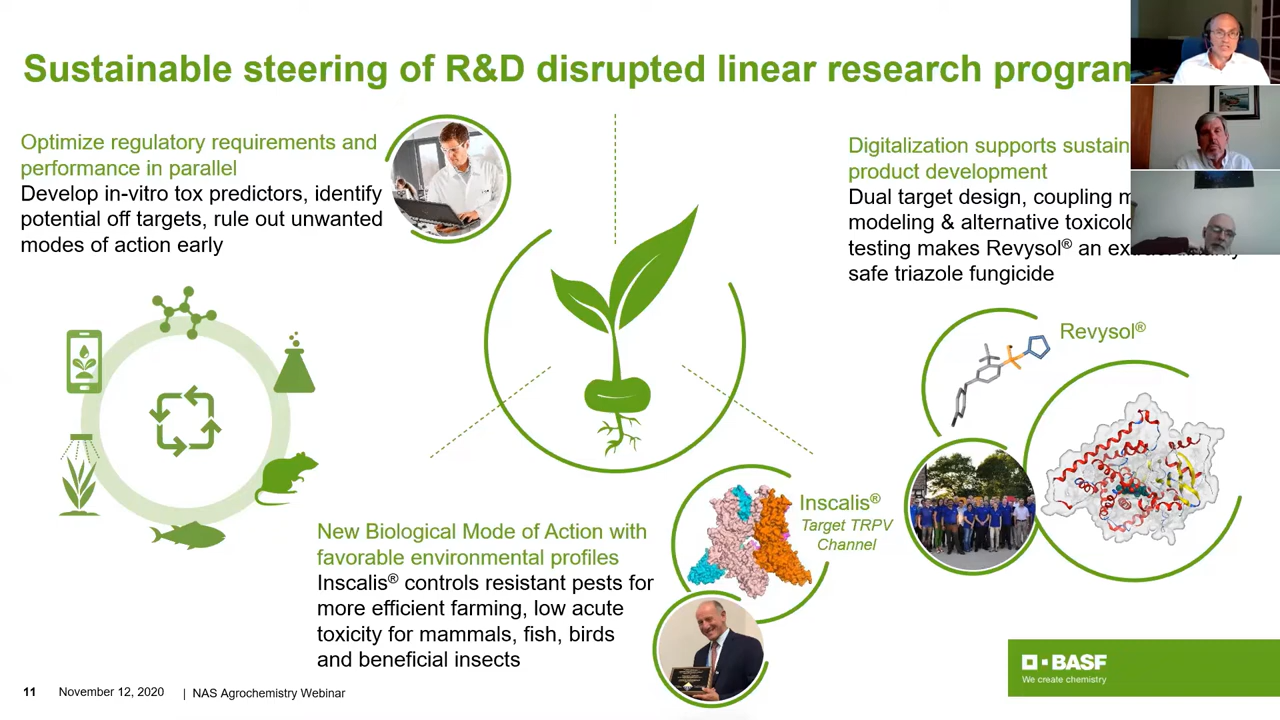 Sustainable steering of R&D disrupted linear research
Optimize regulatory requirements and
performance in parallel
Develop in-vitro tox predictors, identify
potential off targets, rule out unwanted
modes of action early
Digitalization supports
product development
Dual target design, coupling
modeling & alternative
testing makes Revysol® an
safe triazole fungicide
Revysol®
Inscalis®
Target TRPV
Channel
New Biological Mode of Action with
favorable environmental profiles
Inscalis® controls resistant pests for
more efficient farming, low acute
toxicity for mammals, fish, birds
and beneficial insects
BASF
We create chemistry
11 November 12, 2020 | NAS Agrochemistry Webinar